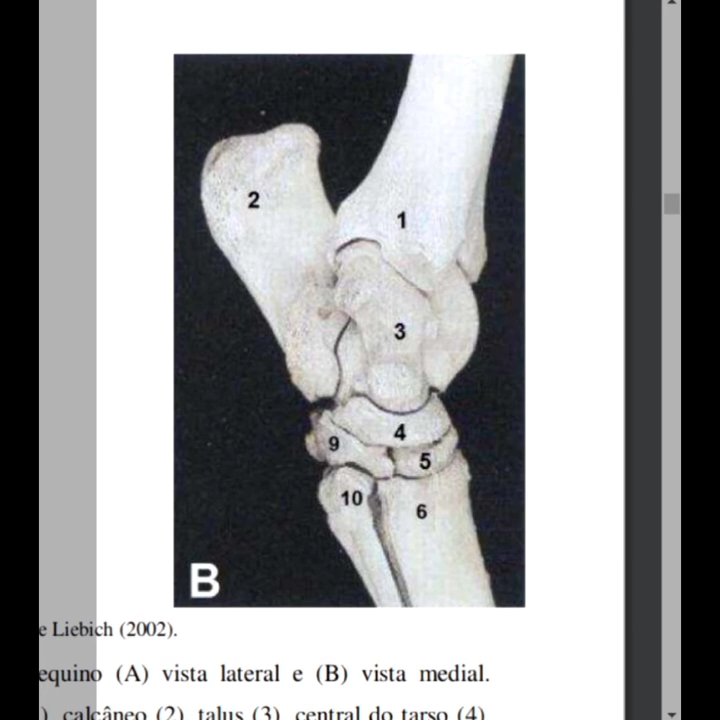 2
1
3
4
9
5
10
6
B
e Liebich (2002).
equino (A) vista lateral e (B) vista medial.
) calcâneo (2) talus (3) central do tarso (4)